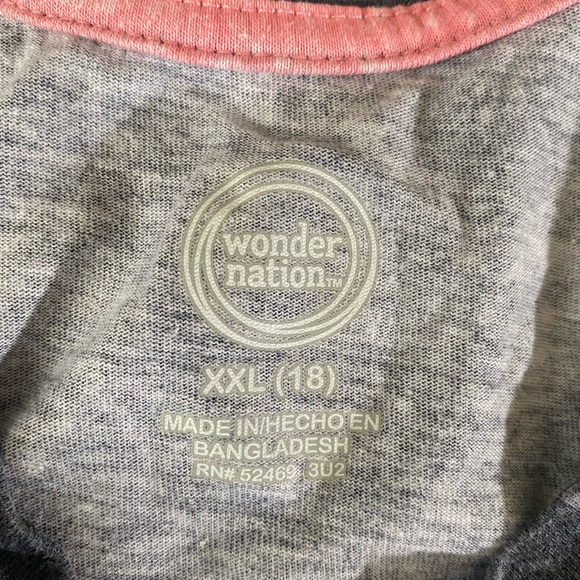 wonder
nation™
XXL (18)
MADE IN/HECHO EN
BANGLADESH
RN# 52469 3U2